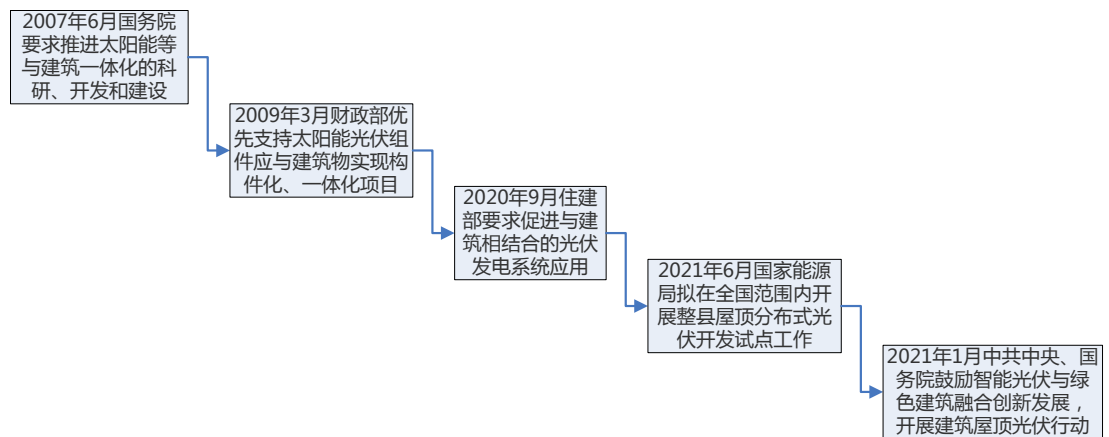 2007年6月国务院
要求推进太阳能等
与建筑一体化的科
研、开发和建设
2009年3月财政部优
先支持太阳能光伏组
件应与建筑物实现构
件化、一体化项目
2020年9月住建
部要求促进与建
筑相结合的光伏
发电系统应用
2021年6月国家能源
局拟在全国范围内开
展整县屋顶分布式光
伏开发试点工作
2021年1月中共中央、国
务院鼓励智能光伏与绿
色建筑融合创新发展，
开展建筑屋顶光伏行动